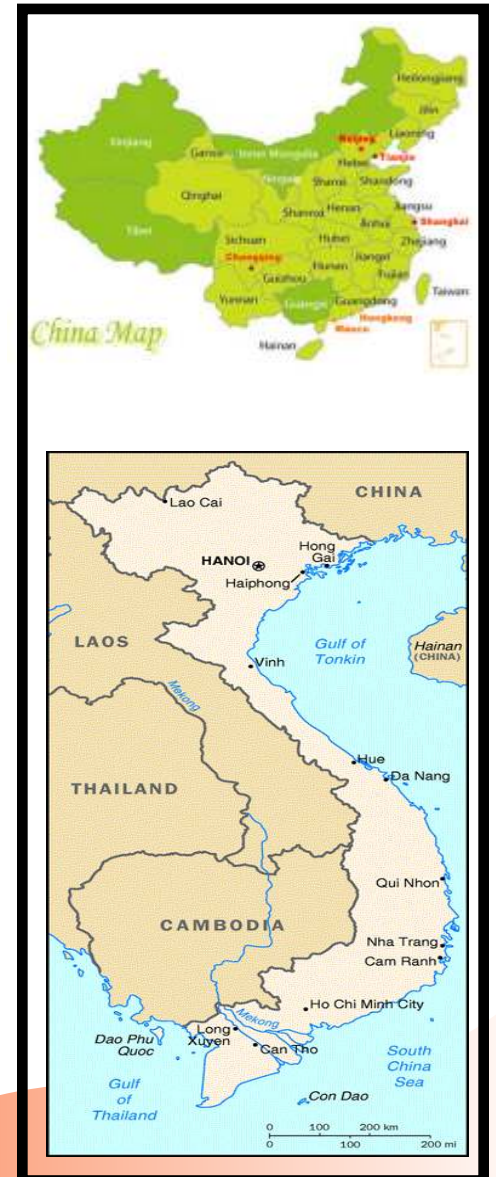 Heilongjiang
Jilin
Liaoning
Xinjiang
Gansu
Inner Mongolia
Beijing
Tianjin
Hebei
Ningxia
Qinghai
Shanxi
Shandong
Shaanxi
Henan
Jiangsu
Tibet
Anhui
Shanghai
Sichuan
Hubei
Zhejiang
Chongqing
Hunan
Jiangxi
Guizhou
Fujian
Yunnan
Guangxi
Guangdong
Taiwan
Hongkong
Macau
China Map
Hainan
CHINA
Lao Cai
HANOI
Hong
Gai
Haiphong
LAOS
Gulf of
Tonkin
Hainan
(CHINA)
Vinh
Mekong
Hue
Da Nang
THAILAND
Qui Nhon
CAMBODIA
Nha Trang
Cam Ranh
Ho Chi Minh City
Mekong
Long
Xuyen
Can Tho
Dao Phu
Quoc
South
China
Sea
Gulf
of
Thailand
Con Dao
0 100 200 km
0 100 200 mi